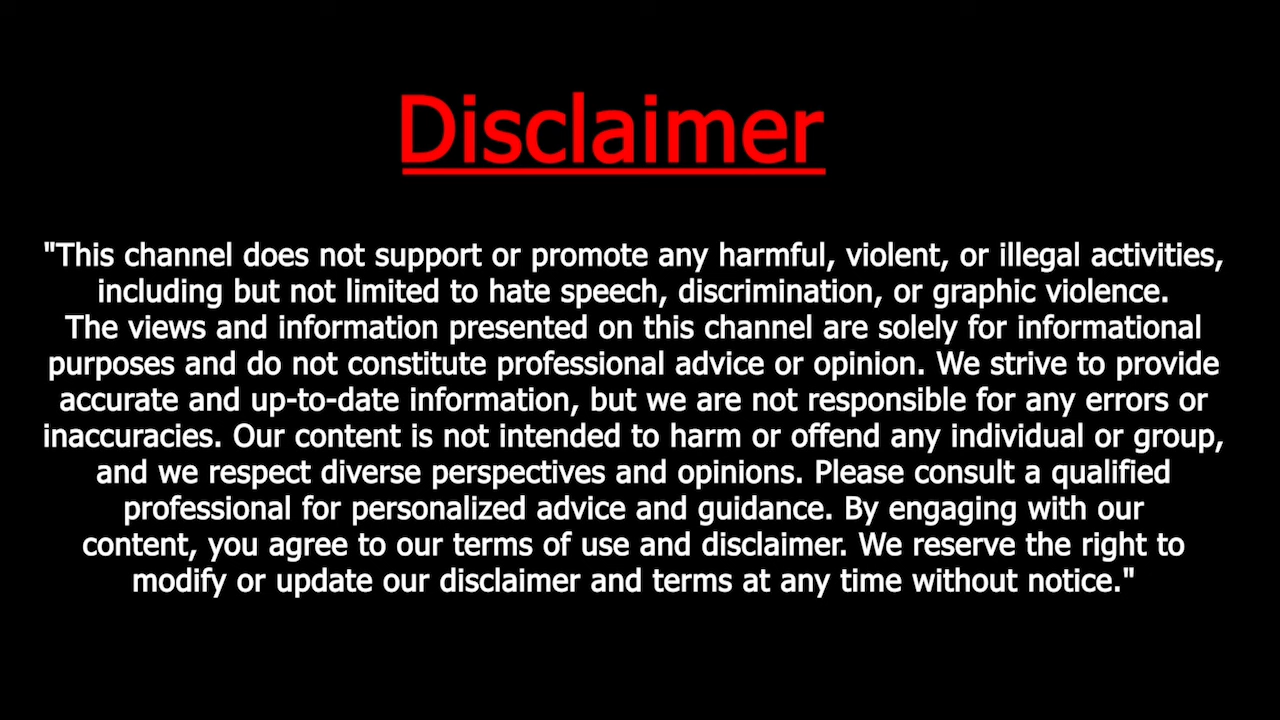 Disclaimer
"This channel does not support or promote any harmful, violent, or illegal activities,
including but not limited to hate speech, discrimination, or graphic violence.
The views and information presented on this channel are solely for informational
purposes and do not constitute professional advice or opinion. We strive to provide
accurate and up-to-date information, but we are not responsible for any errors or
inaccuracies. Our content is not intended to harm or offend any individual or group,
and we respect diverse perspectives and opinions. Please consult a qualified
professional for personalized advice and guidance. By engaging with our
content, you agree to our terms of use and disclaimer. We reserve the right to
modify or update our disclaimer and terms at any time without notice."